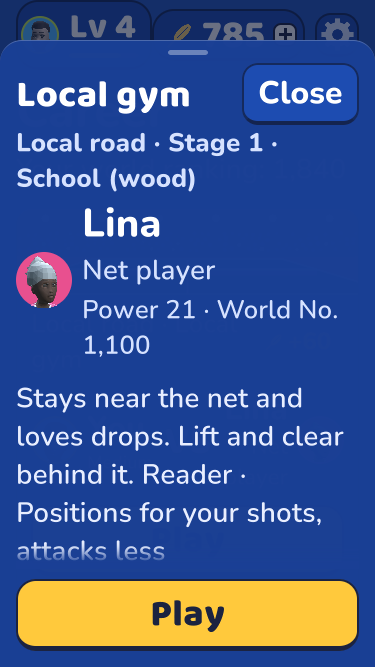 Lv 4
785
Local gym
Close
Local road · Stage 1 ·
School (wood)
Lina
Net player
Power 21 · World No.
1,100
Stays near the net and
loves drops. Lift and clear
behind it. Reader ·
Positions for your shots,
attacks less
Play